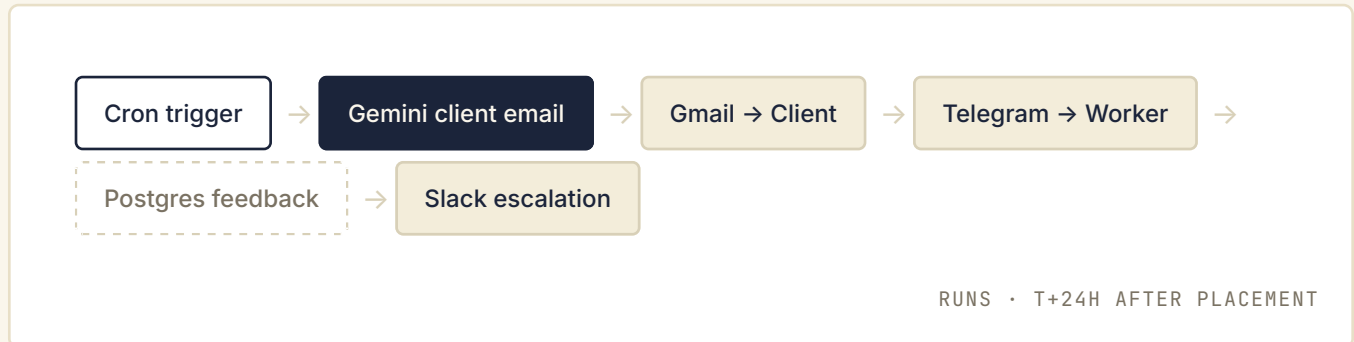 Cron trigger → Gemini client email → Gmail → Client → Telegram → Worker →
Postgres feedback → Slack escalation
RUNS · T+24H AFTER PLACEMENT